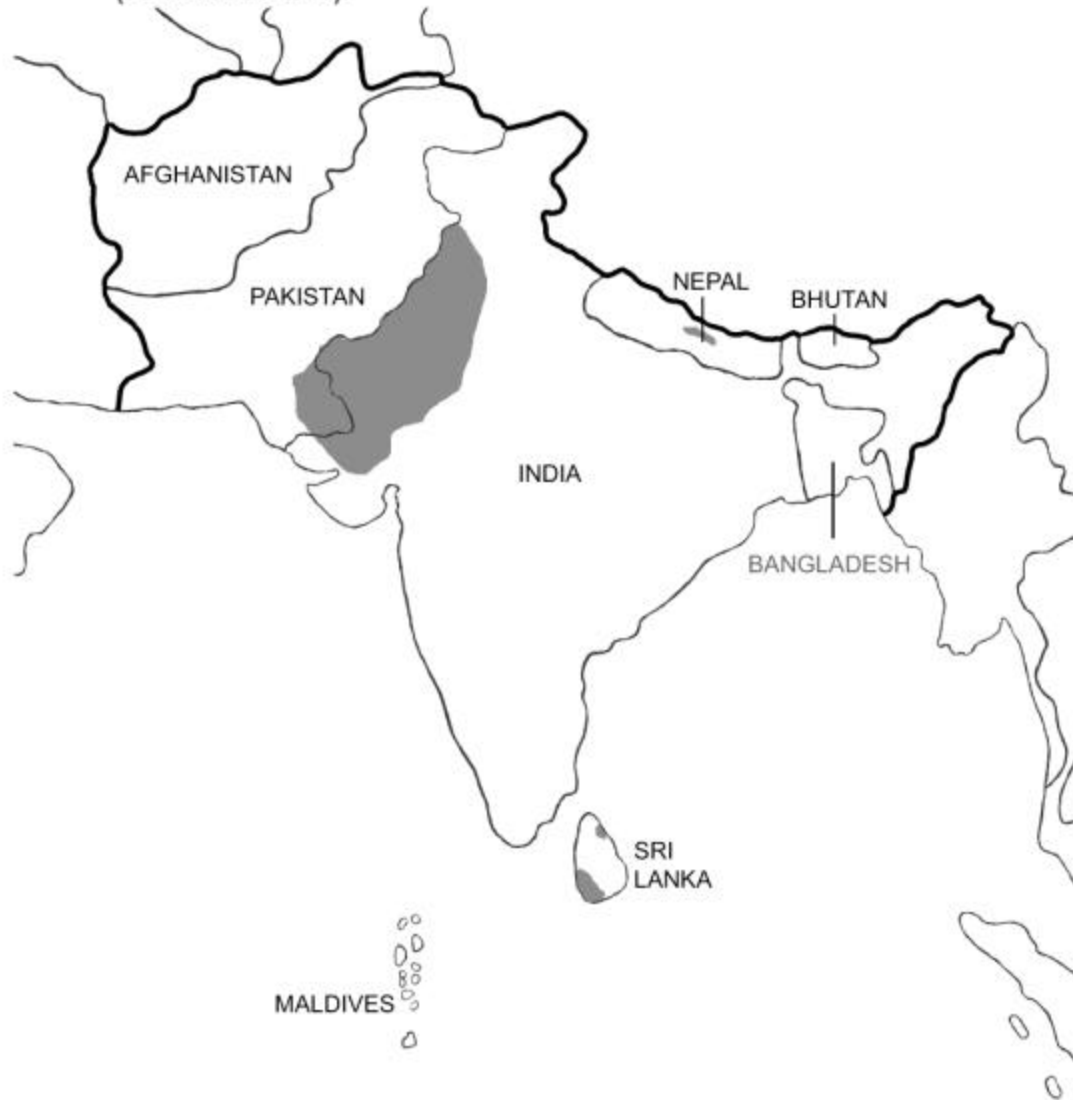 AFGHANISTAN
PAKISTAN
NEPAL
BHUTAN
INDIA
BANGLADESH
SRI
LANKA
MALDIVES